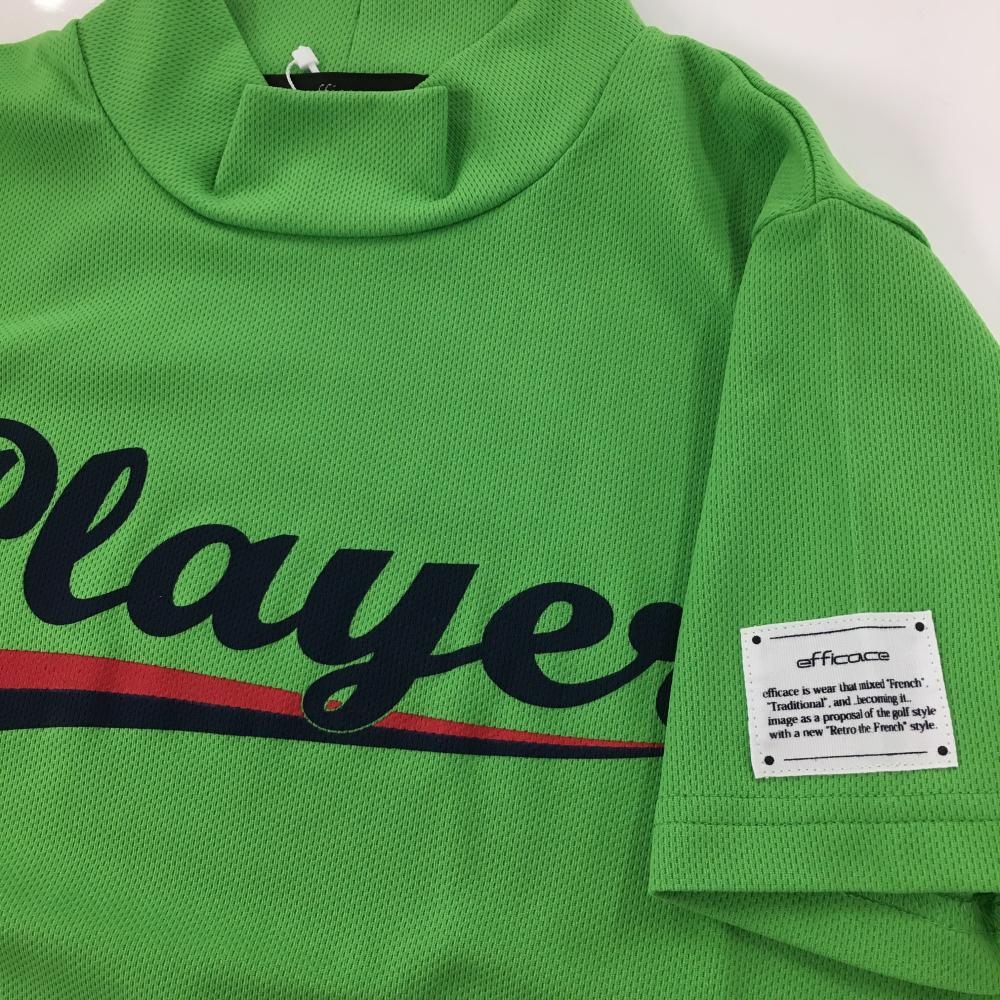 Player
efficace
efficace is wear that mixed "French",
"Traditional", and .becoming it..
image as a proposal of the golf style
with a new "Retro the French" style.